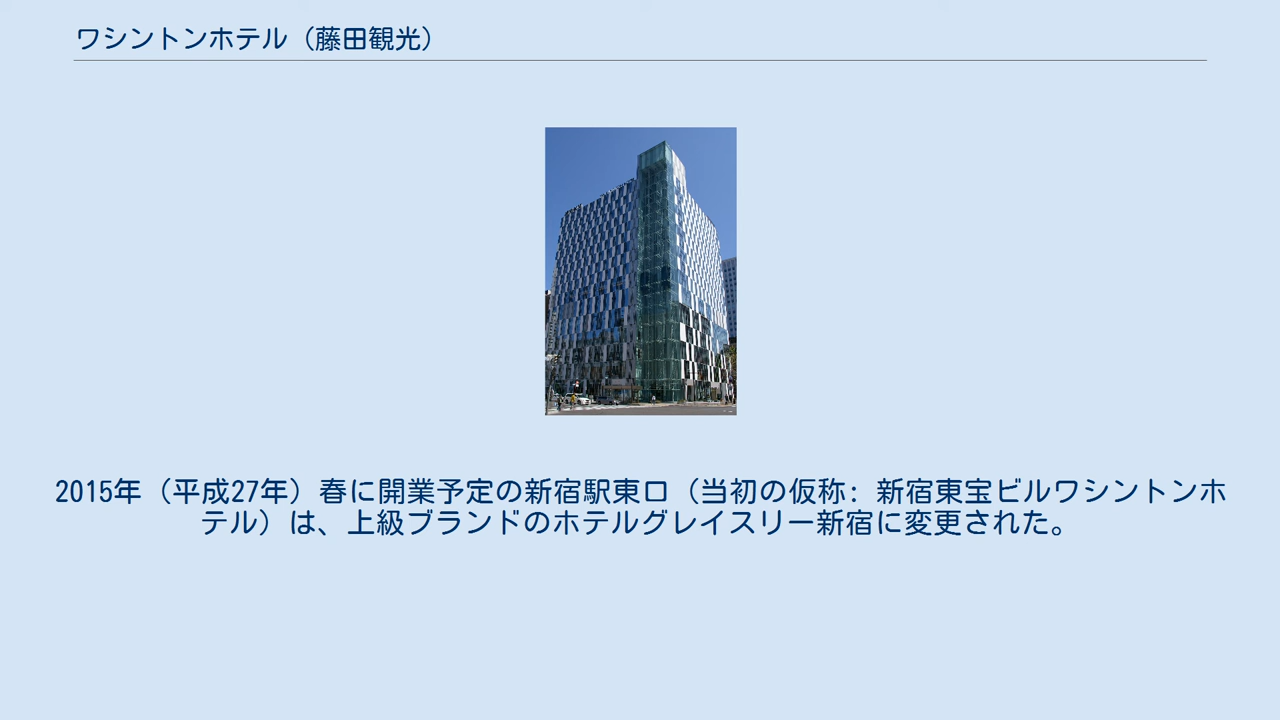 ワシントンホテル（藤田観光）
2015年（平成27年）春に開業予定の新宿駅東口（当初の仮称: 新宿東宝ビルワシントンホ
テル）は、上級ブランドのホテルグレイスリー新宿に変更された。